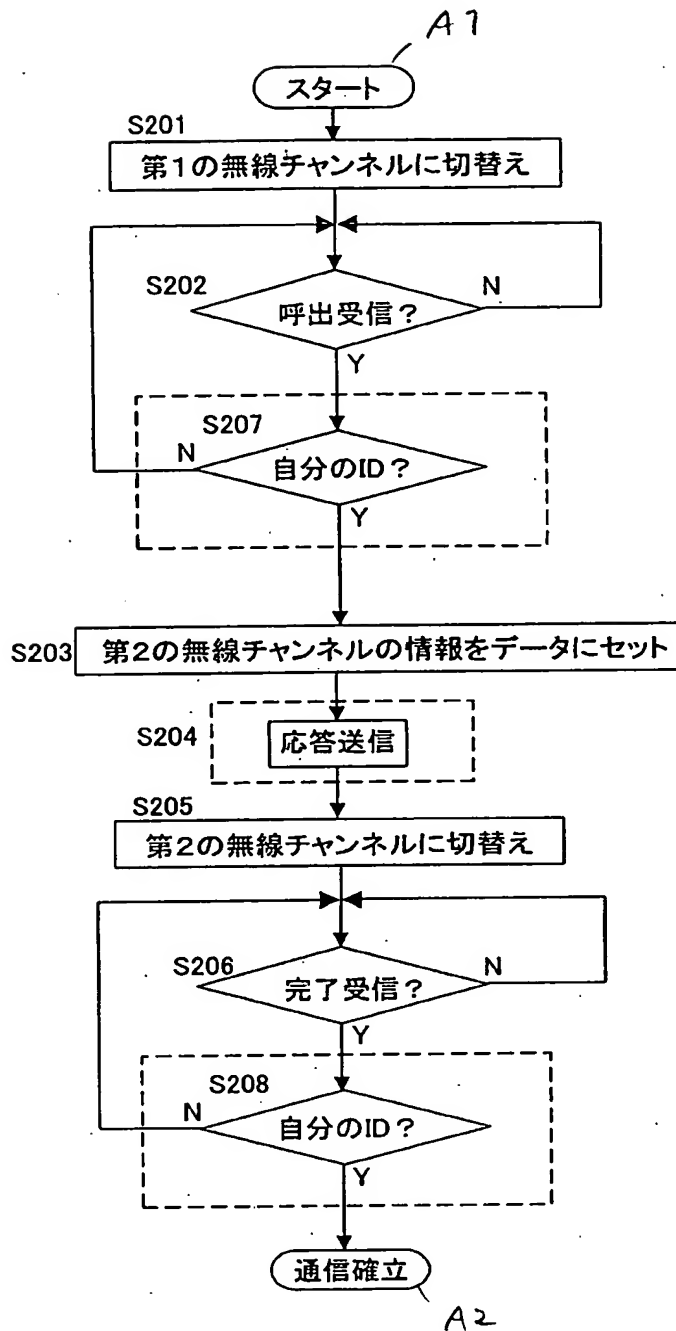 A1
スタート
S201
第1の無線チャンネルに切替え
S202
呼出受信?
N
Y
S207
N
自分のID?
Y
S203
第2の無線チャンネルの情報をデータにセット
S204
応答送信
S205
第2の無線チャンネルに切替え
S206
完了受信?
N
Y
S208
N
自分のID?
Y
通信確立
A2